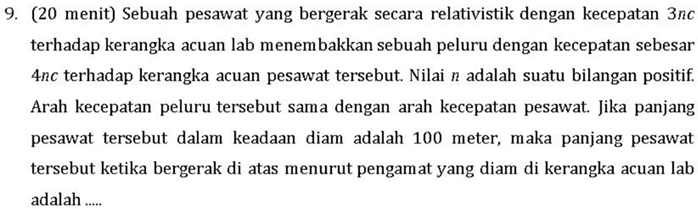 9. (20 menit) Sebuah pesawat yang bergerak secara relativistik dengan kecepatan 3nc
terhadap kerangka acuan lab menembakkan sebuah peluru dengan kecepatan sebesar
4nc terhadap kerangka acuan pesawat tersebut. Nilai n adalah suatu bilangan positif.
Arah kecepatan peluru tersebut sama dengan arah kecepatan pesawat. Jika panjang
pesawat tersebut dalam keadaan diam adalah 100 meter, maka panjang pesawat
tersebut ketika bergerak di atas menurut pengamat yang diam di kerangka acuan lab
adalah .....